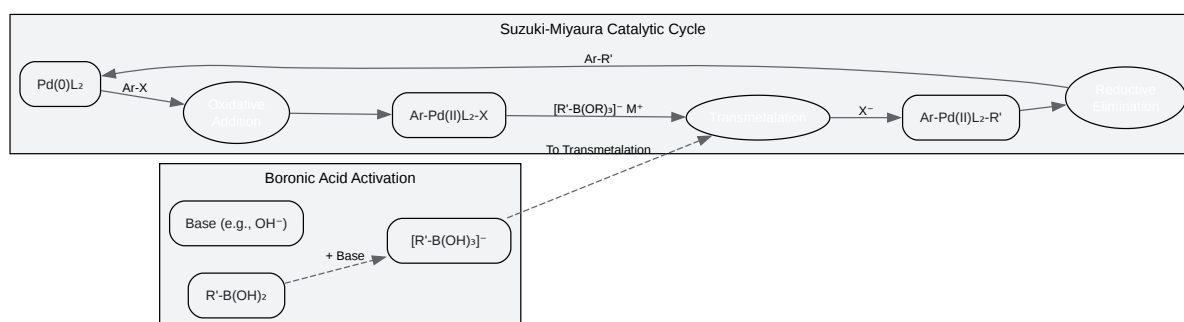 Suzuki-Miyaura Catalytic Cycle
Ar-R'
Pd(0)L₂
Ar-X
Oxidative
Addition
Ar-Pd(II)L₂-X
[R'-B(OR)₃]⁻ M⁺
Transmetalation
X⁻
Ar-Pd(II)L₂-R'
Reductive
Elimination
To Transmetalation
Boronic Acid Activation
Base (e.g., OH⁻)
[R'-B(OH)₃]⁻
+ Base
R'-B(OH)₂